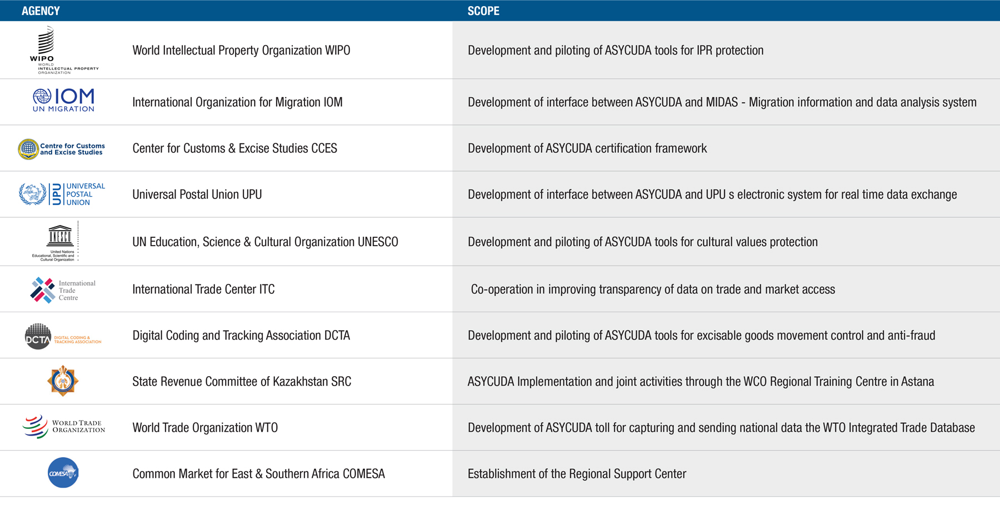 AGENCY SCOPE
WIPO
WORLD
INTELLECTUAL PROPERTY
ORGANIZATION
World Intellectual Property Organization WIPO Development and piloting of ASYCUDA tools for IPR protection
IOM
UN MIGRATION
International Organization for Migration IOM Development of interface between ASYCUDA and MIDAS - Migration information and data analysis system
Centre for Customs
and Excise Studies
Center for Customs & Excise Studies CCES Development of ASYCUDA certification framework
UPU
UNIVERSAL
POSTAL
UNION
Universal Postal Union UPU Development of interface between ASYCUDA and UPU s electronic system for real time data exchange
UNESCO
United Nations
Educational, Scientific and
Cultural Organization
UN Education, Science & Cultural Organization UNESCO Development and piloting of ASYCUDA tools for cultural values protection
International
Trade
Centre
International Trade Center ITC Co-operation in improving transparency of data on trade and market access
DCTA
DIGITAL CODING &
TRACKING ASSOCIATION
Digital Coding and Tracking Association DCTA Development and piloting of ASYCUDA tools for excisable goods movement control and anti-fraud
State Revenue Committee of Kazakhstan SRC ASYCUDA Implementation and joint activities through the WCO Regional Training Centre in Astana
WORLD TRADE
ORGANIZATION
World Trade Organization WTO Development of ASYCUDA toll for capturing and sending national data the WTO Integrated Trade Database
COMESA
Common Market for East & Southern Africa COMESA Establishment of the Regional Support Center